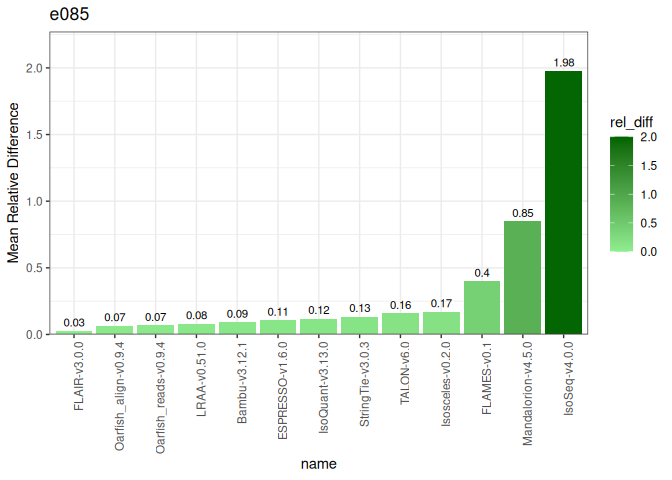 e085
Mean Relative Difference
2.0
1.5
1.0
0.5
0.0
0.03
0.07
0.07
0.08
0.09
0.11
0.12
0.13
0.16
0.17
0.4
0.85
1.98
FLAIR-v3.0.0
Oarfish_align-v0.9.4
Oarfish_reads-v0.9.4
LRAA-v0.51.0
Bambu-v3.12.1
ESPRESSO-v1.6.0
IsoQuant-v3.13.0
StringTie-v3.0.3
TALON-v6.0
Isosceles-v0.2.0
FLAMES-v0.1
Mandalorion-v4.5.0
IsoSeq-v4.0.0
name
rel_diff
2.0
1.5
1.0
0.5
0.0